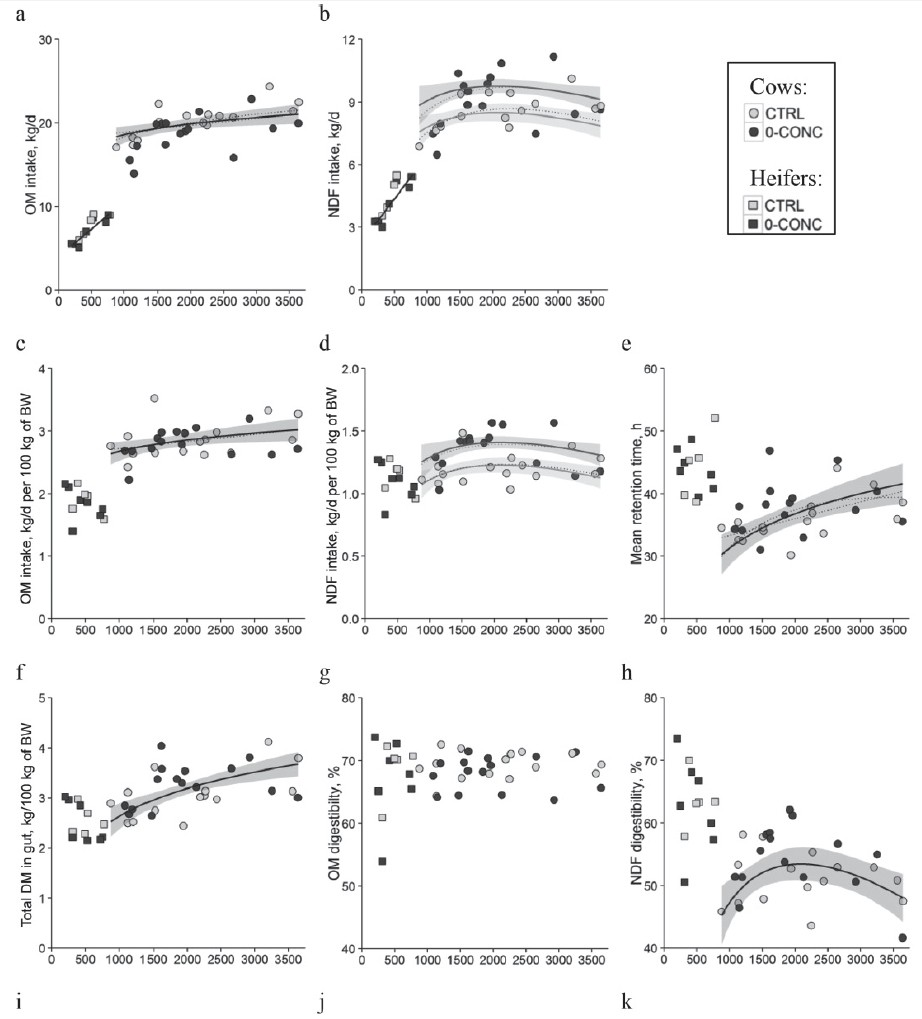 a
b
30
20
10
0
OM intake, kg/d
0 500 1000 1500 2000 2500 3000 3500
12
9
6
3
0
NDF intake, kg/d
0 500 1000 1500 2000 2500 3000 3500
Cows:
CTRL
0-CONC
Heifers:
CTRL
0-CONC
c
d
e
4
3
2
1
0
OM intake, kg/d per 100 kg of BW
0 500 1000 1500 2000 2500 3000 3500
2.0
1.5
1.0
0.5
0.0
NDF intake, kg/d per 100 kg of BW
0 500 1000 1500 2000 2500 3000 3500
60
50
40
30
20
Mean retention time, h
0 500 1000 1500 2000 2500 3000 3500
f
g
h
5
4
3
2
1
0
Total DM in gut, kg/100 kg of BW
0 500 1000 1500 2000 2500 3000 3500
80
70
60
50
40
OM digestibility, %
0 500 1000 1500 2000 2500 3000 3500
80
70
60
50
40
NDF digestibility, %
0 500 1000 1500 2000 2500 3000 3500
i
j
k